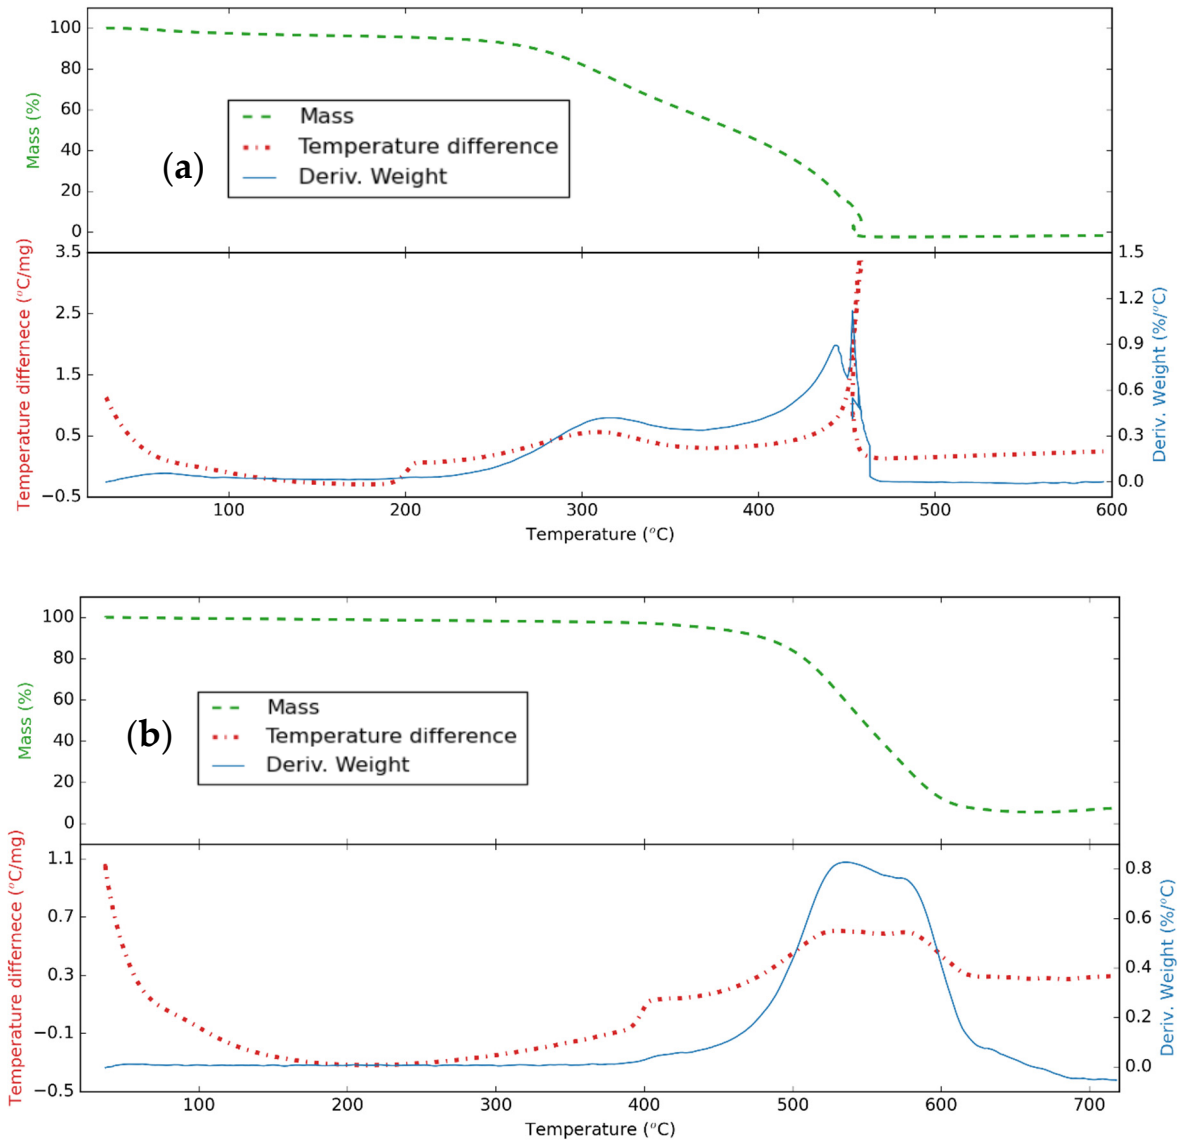 100
80
60
40
20
0
Mass (%)
(a)
Mass
Temperature difference
Deriv. Weight
3.5
2.5
1.5
0.5
−0.5
Temperature differnece (°C/mg)
1.5
1.2
0.9
0.6
0.3
0.0
Deriv. Weight (%/°C)
100
200
300
400
500
600
Temperature (°C)
100
80
60
40
20
0
Mass (%)
(b)
Mass
Temperature difference
Deriv. Weight
1.1
0.7
0.3
−0.1
−0.5
Temperature differnece (°C/mg)
0.8
0.6
0.4
0.2
0.0
Deriv. Weight (%/°C)
100
200
300
400
500
600
700
Temperature (°C)